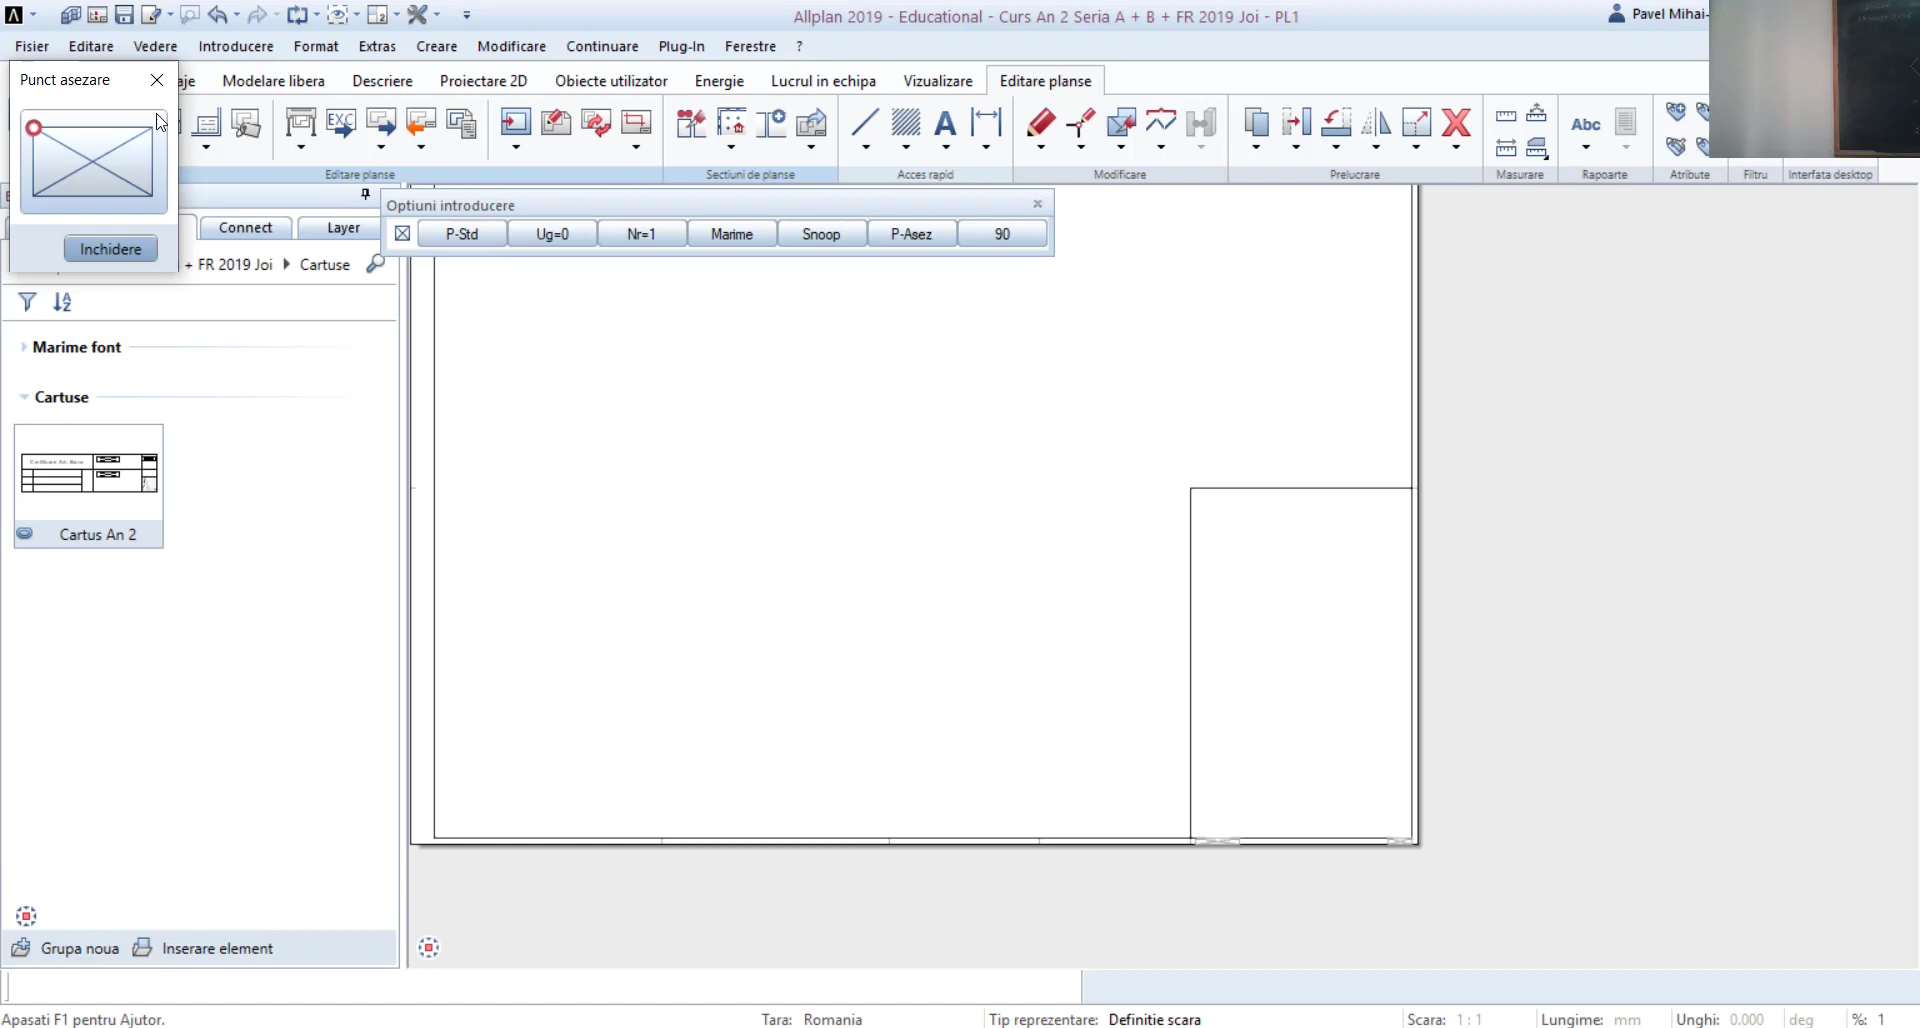 Allplan 2019 - Educational - Curs An 2 Seria A + B + FR 2019 Joi - PL1
Pavel Mihai-
Fisier Editare Vedere Introducere Format Extras Creare Modificare Continuare Plug-In Ferestre ?
Punct asezare
aje Modelare libera Descriere Proiectare 2D Obiecte utilizator Energie Lucrul in echipa Vizualizare Editare planse
EXC
A
Abc
Editare planse Sectiuni de planse Acces rapid Modificare Prelucrare Masurare Rapoarte Atribute Filtru Interfata desktop
Inchidere
Connect Layer
Optiuni introducere
P-Std Ug=0 Nr=1 Marime Snoop P-Asez 90
+ FR 2019 Joi Cartuse
Marime font
Cartuse
Cartus An 2
Grupa noua Inserare element
Apasati F1 pentru Ajutor.
Tara: Romania Tip reprezentare: Definitie scara Scara: 1 : 1 Lungime: mm Unghi: 0.000 deg %: 1